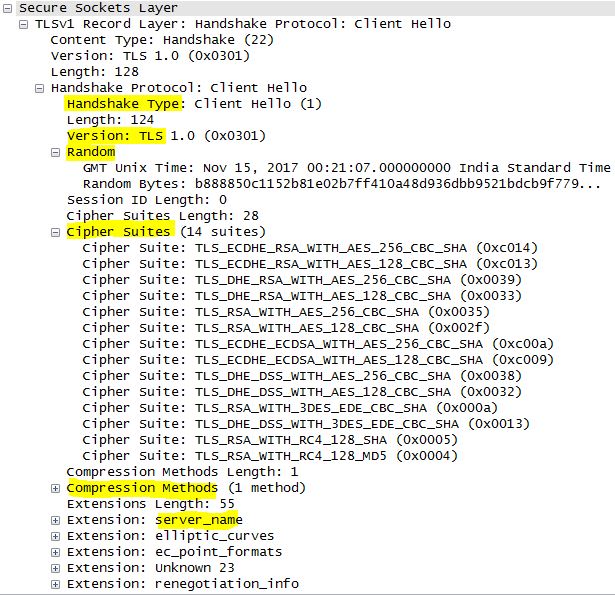 Secure Sockets Layer
TLSv1 Record Layer: Handshake Protocol: Client Hello
Content Type: Handshake (22)
Version: TLS 1.0 (0x0301)
Length: 128
Handshake Protocol: Client Hello
Handshake Type: Client Hello (1)
Length: 124
Version: TLS 1.0 (0x0301)
Random
GMT Unix Time: Nov 15, 2017 00:21:07.000000000 India Standard Time
Random Bytes: b888850c1152b81e02b7ff410a48d936dbb9521bdcb9f779...
Session ID Length: 0
Cipher Suites Length: 28
Cipher Suites (14 suites)
Cipher Suite: TLS_ECDHE_RSA_WITH_AES_256_CBC_SHA (0xc014)
Cipher Suite: TLS_ECDHE_RSA_WITH_AES_128_CBC_SHA (0xc013)
Cipher Suite: TLS_DHE_RSA_WITH_AES_256_CBC_SHA (0x0039)
Cipher Suite: TLS_DHE_RSA_WITH_AES_128_CBC_SHA (0x0033)
Cipher Suite: TLS_RSA_WITH_AES_256_CBC_SHA (0x0035)
Cipher Suite: TLS_RSA_WITH_AES_128_CBC_SHA (0x002f)
Cipher Suite: TLS_ECDHE_ECDSA_WITH_AES_256_CBC_SHA (0xc00a)
Cipher Suite: TLS_ECDHE_ECDSA_WITH_AES_128_CBC_SHA (0xc009)
Cipher Suite: TLS_DHE_DSS_WITH_AES_256_CBC_SHA (0x0038)
Cipher Suite: TLS_DHE_DSS_WITH_AES_128_CBC_SHA (0x0032)
Cipher Suite: TLS_RSA_WITH_3DES_EDE_CBC_SHA (0x000a)
Cipher Suite: TLS_DHE_DSS_WITH_3DES_EDE_CBC_SHA (0x0013)
Cipher Suite: TLS_RSA_WITH_RC4_128_SHA (0x0005)
Cipher Suite: TLS_RSA_WITH_RC4_128_MD5 (0x0004)
Compression Methods Length: 1
Compression Methods (1 method)
Extensions Length: 55
Extension: server_name
Extension: elliptic_curves
Extension: ec_point_formats
Extension: Unknown 23
Extension: renegotiation_info